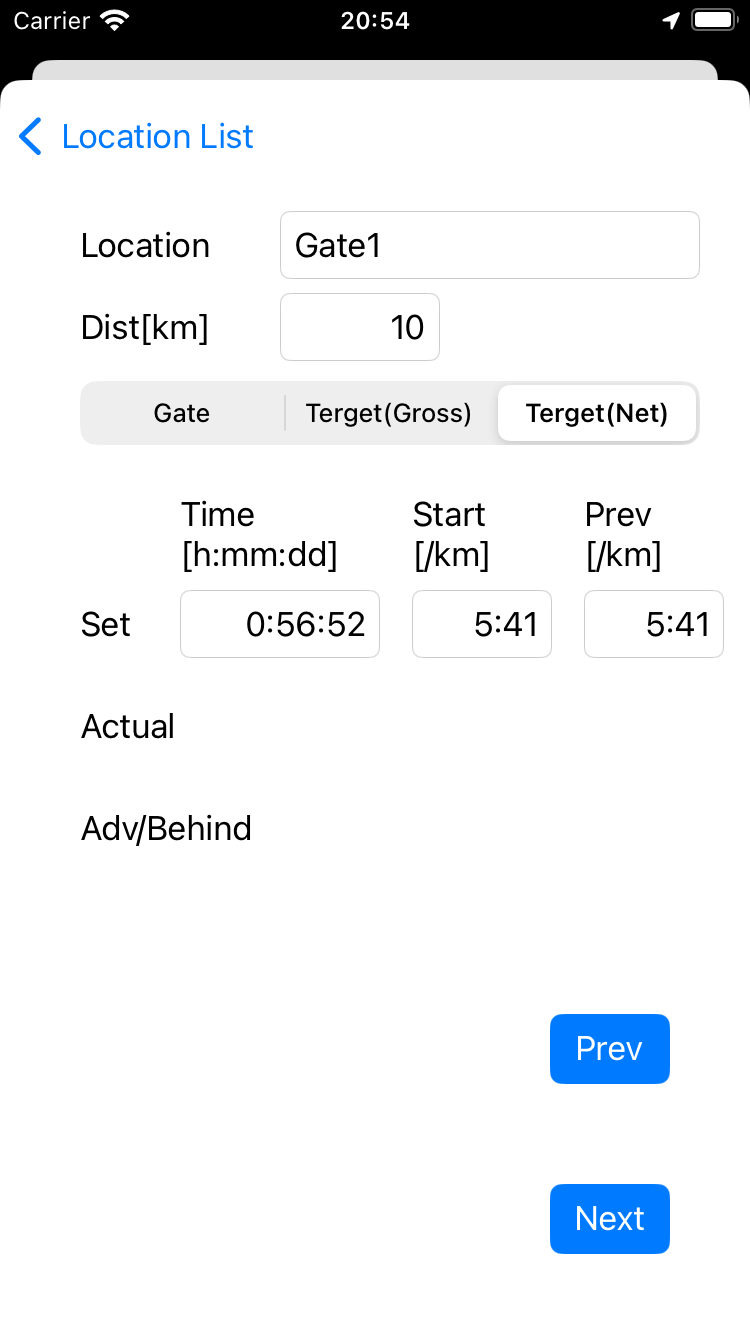 Carrier 20:54
Location List
Location Gate1
Dist[km] 10
Gate Terget(Gross) Terget(Net)
Time Start Prev
[h:mm:dd] [/km] [/km]
Set 0:56:52 5:41 5:41
Actual
Adv/Behind
Prev
Next